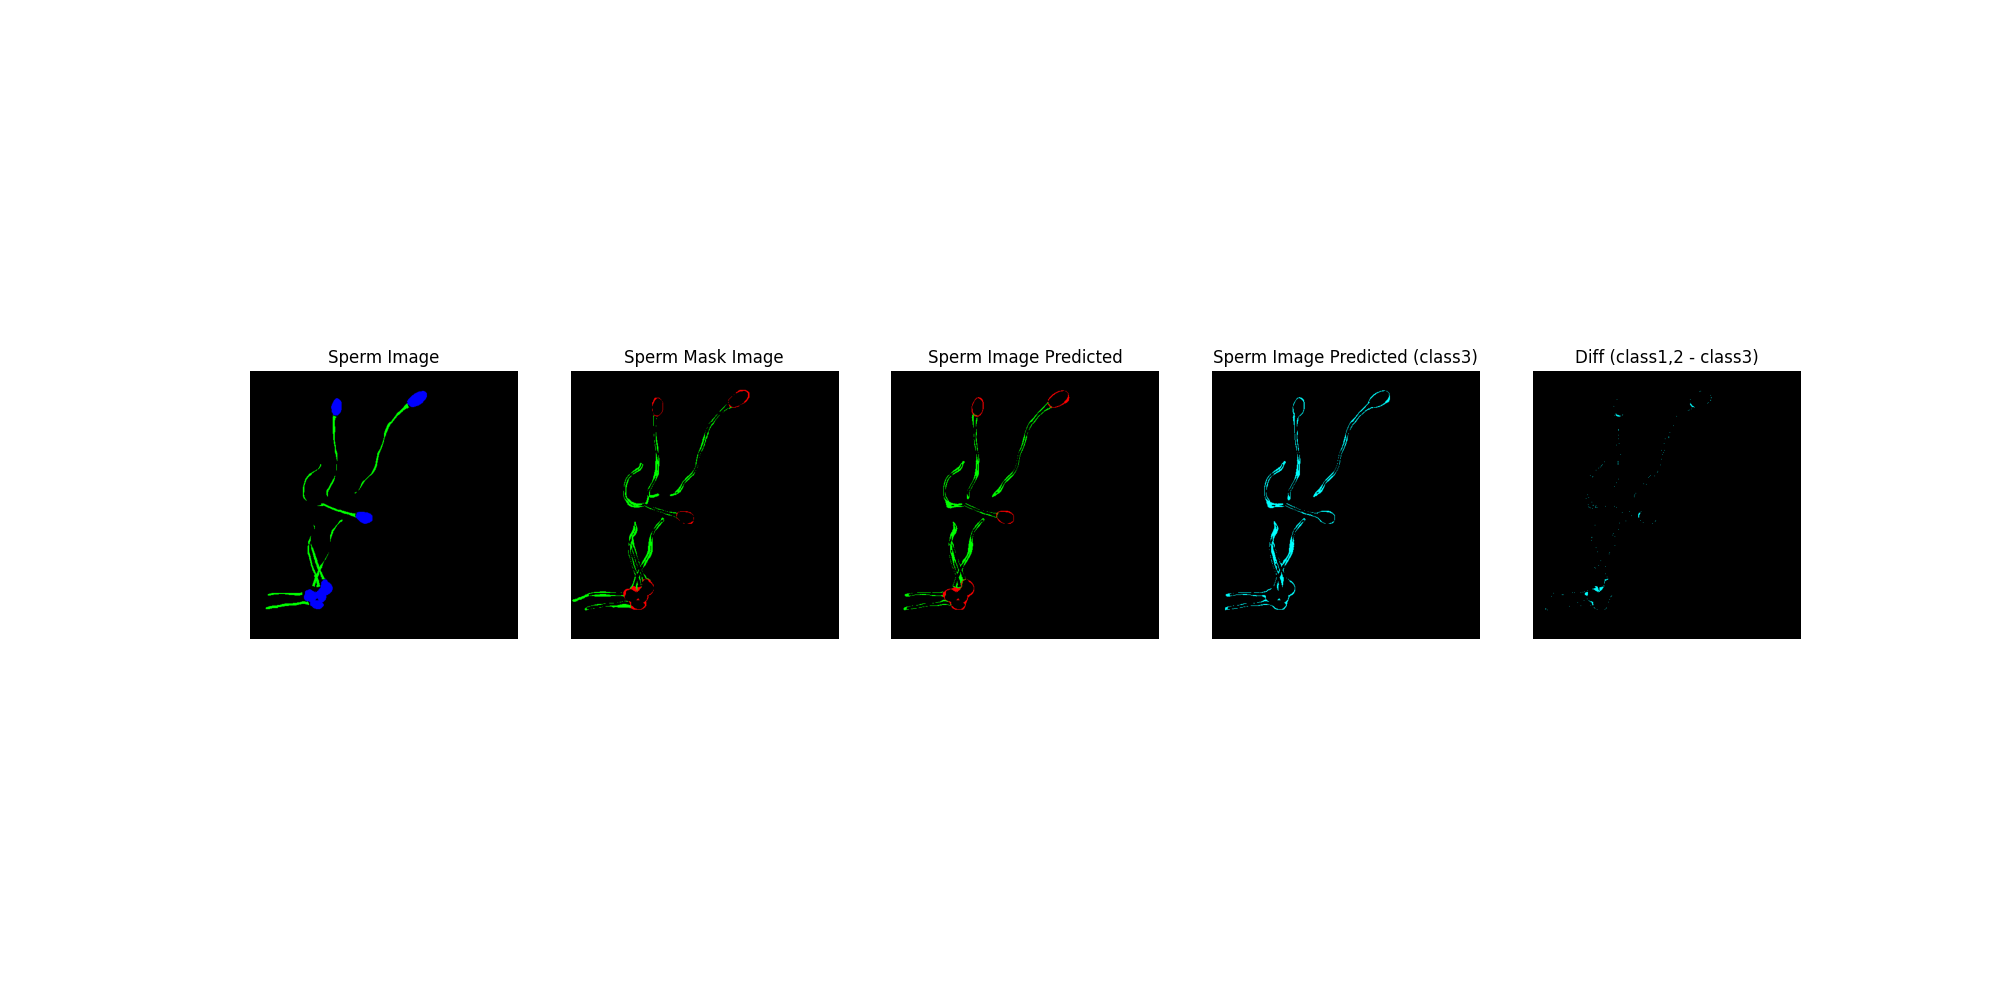 Sperm Image
Sperm Mask Image
Sperm Image Predicted
Sperm Image Predicted (class3)
Diff (class1,2 - class3)